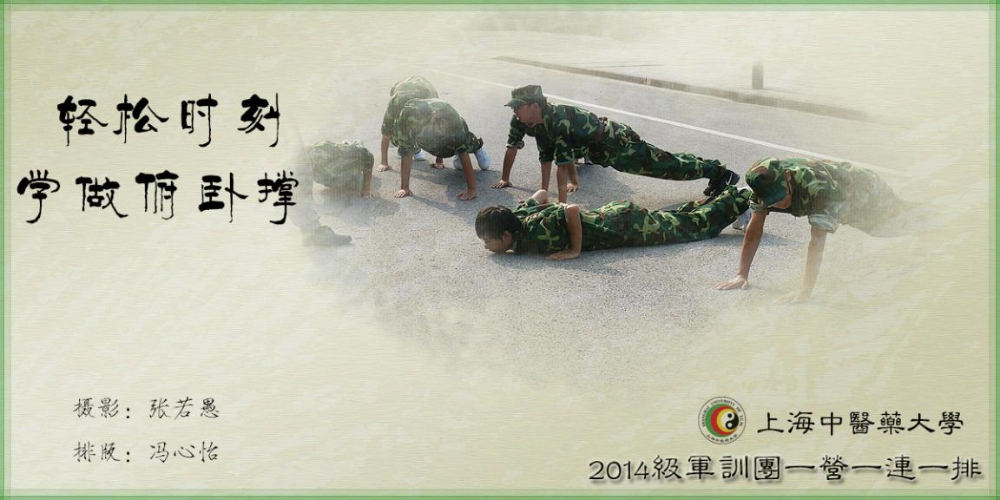 轻松时刻
学做俯卧撑
摄影：张若愚
排版：冯心怡
上海中醫藥大學
2014級軍訓團一營一連一排